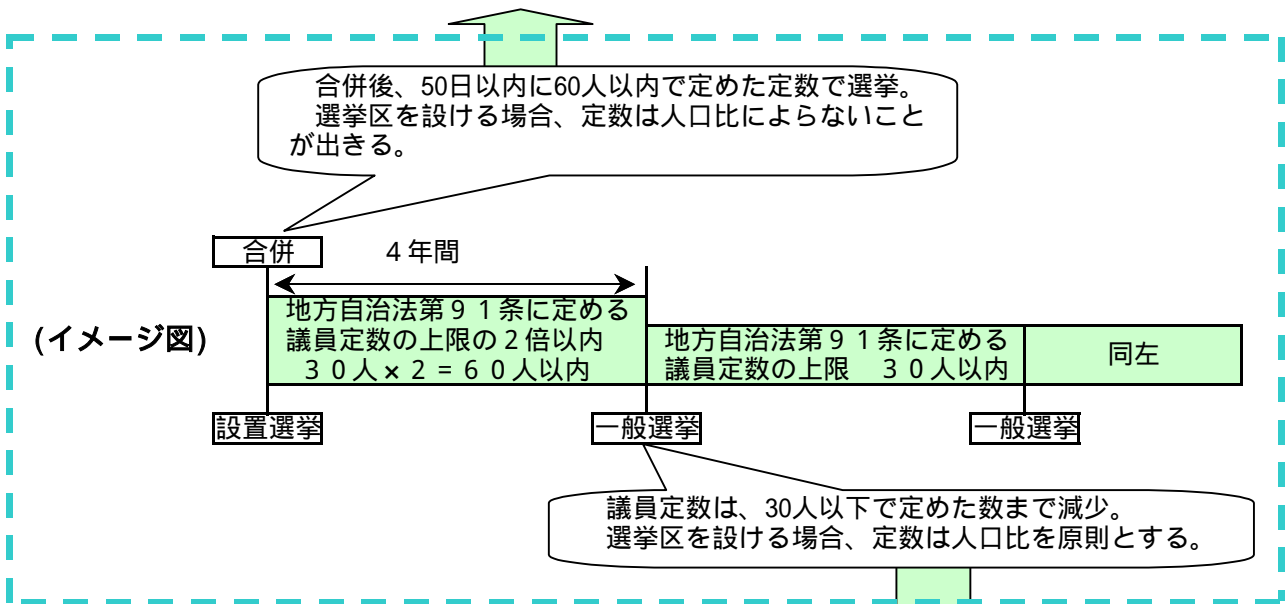 合併後、50日以内に60人以内で定めた定数で選挙。
選挙区を設ける場合、定数は人口比によらないこと
が出きる。
合併
4年間
(イメージ図)
地方自治法第91条に定める
議員定数の上限の2倍以内
30人×2=60人以内
地方自治法第91条に定める
議員定数の上限 30人以内
同左
設置選挙
一般選挙
一般選挙
議員定数は、30人以下で定めた数まで減少。
選挙区を設ける場合、定数は人口比を原則とする。